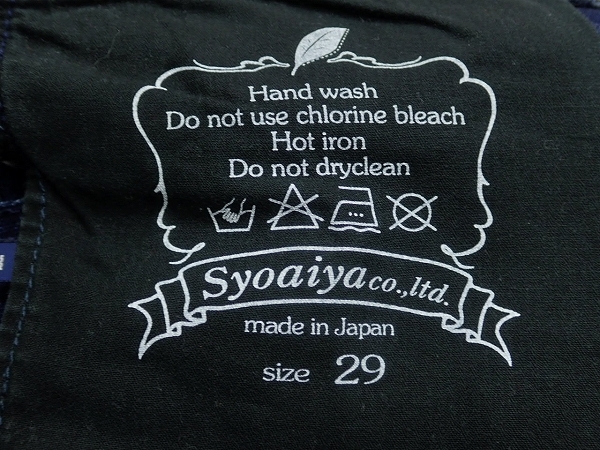 Hand wash
Do not use chlorine bleach
Hot iron
Do not dryclean
Syoaiya co.,ltd.
made in Japan
size 29